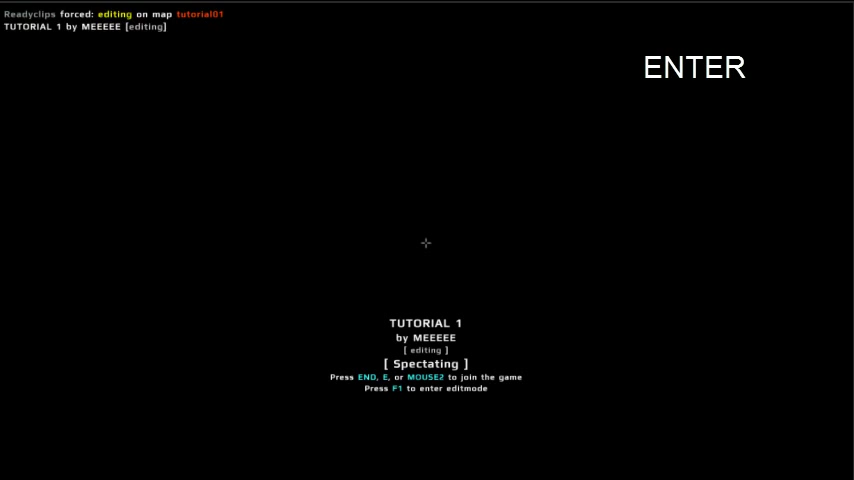 Readyclips forced: editing on map tutorial01
TUTORIAL 1 by MEEEEE [editing]
ENTER
TUTORIAL 1
by MEEEEE
[ editing ]
[ Spectating ]
Press END, E, or MOUSE2 to join the game
Press F1 to enter editmode